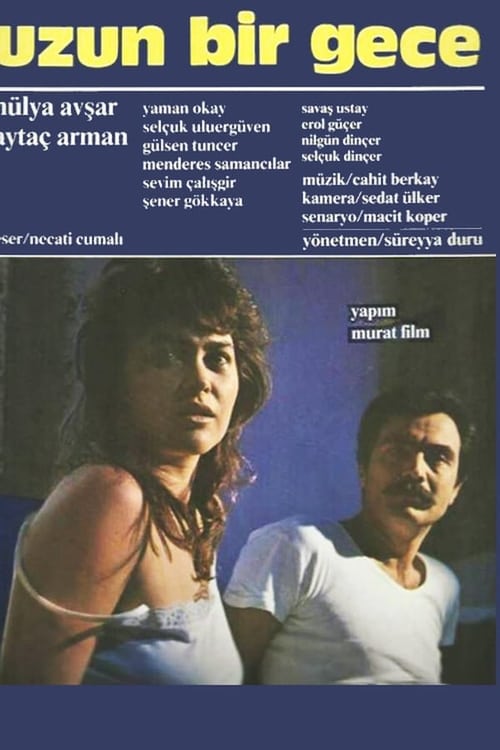 uzun bir gece
hülya avşar
aytaç arman
yaman okay
selçuk uluergüven
gülsen tuncer
menderes samancılar
sevim çalışgir
şener gökkaya
savaş ustay
erol güçer
nilgün dinçer
selçuk dinçer
müzik/cahit berkay
kamera/sedat ülker
senaryo/macit koper
eser/necati cumalı
yönetmen/süreyya duru
yapım
murat film